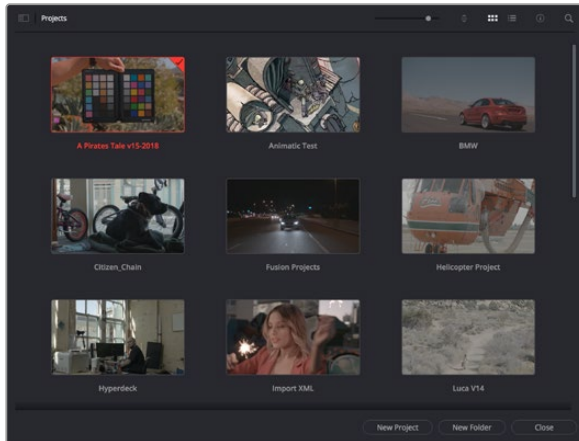 Projects
A Pirates Tale v15-2018
Animatic Test
BMW
Citizen_Chain
Fusion Projects
Helicopter Project
Hyperdeck
Import XML
Luca V14
New Project
New Folder
Close